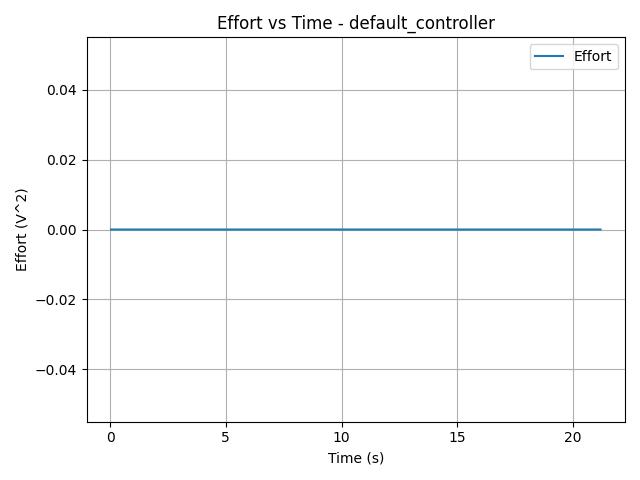 Effort vs Time - default_controller
Effort
0.04
0.02
0.00
−0.02
−0.04
Effort (V^2)
0 5 10 15 20
Time (s)